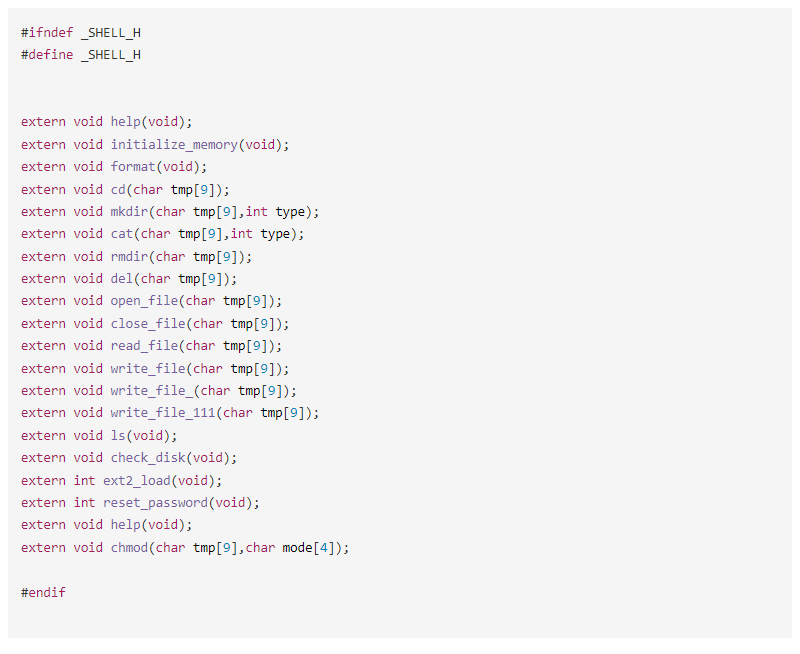 #ifndef _SHELL_H
#define _SHELL_H
extern void help(void);
extern void initialize_memory(void);
extern void format(void);
extern void cd(char tmp[9]);
extern void mkdir(char tmp[9],int type);
extern void cat(char tmp[9],int type);
extern void rmdir(char tmp[9]);
extern void del(char tmp[9]);
extern void open_file(char tmp[9]);
extern void close_file(char tmp[9]);
extern void read_file(char tmp[9]);
extern void write_file(char tmp[9]);
extern void write_file_(char tmp[9]);
extern void write_file_111(char tmp[9]);
extern void ls(void);
extern void check_disk(void);
extern int ext2_load(void);
extern int reset_password(void);
extern void help(void);
extern void chmod(char tmp[9],char mode[4]);
#endif